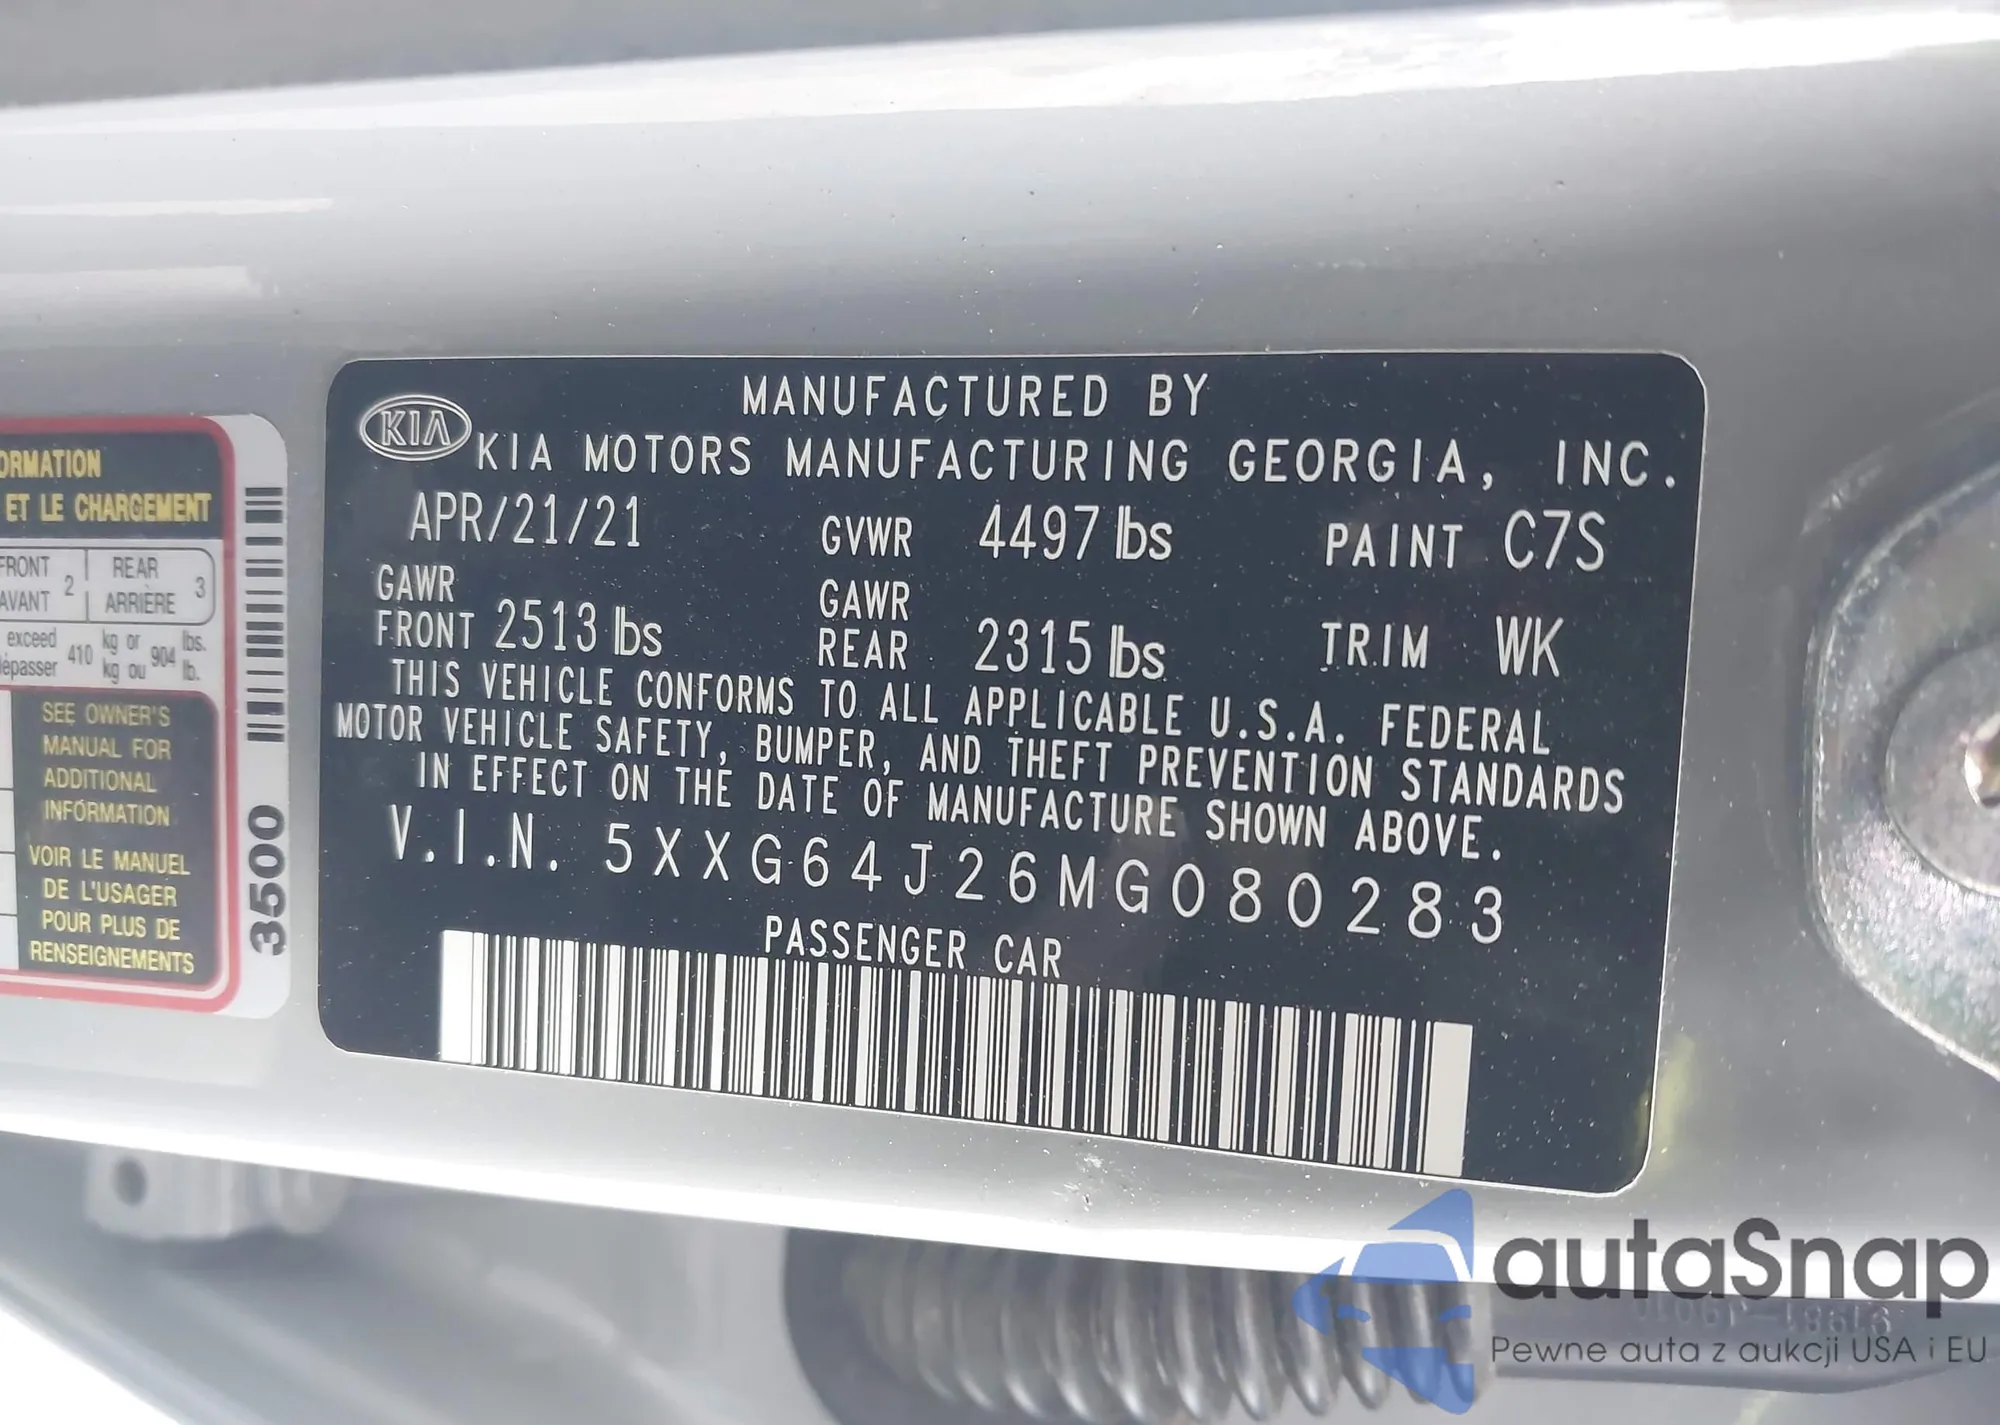 ORMATION
ET LE CHARGEMENT
FRONT 2 REAR 3
AVANT ARRIÈRE
exceed 410 kg or 904 lbs.
dépasser kg ou lb.
SEE OWNER'S
MANUAL FOR
ADDITIONAL
INFORMATION
VOIR LE MANUEL
DE L'USAGER
POUR PLUS DE
RENSEIGNEMENTS
3500
MANUFACTURED BY
KIA KIA MOTORS MANUFACTURING GEORGIA, INC.
APR/21/21 GVWR 4497 lbs PAINT C7S
GAWR GAWR
FRONT 2513 lbs REAR 2315 lbs TRIM WK
THIS VEHICLE CONFORMS TO ALL APPLICABLE U.S.A. FEDERAL
MOTOR VEHICLE SAFETY, BUMPER, AND THEFT PREVENTION STANDARDS
IN EFFECT ON THE DATE OF MANUFACTURE SHOWN ABOVE.
V.I.N. 5XXG64J26MG080283
PASSENGER CAR
autaSnap
Pewne auta z aukcji USA i EU